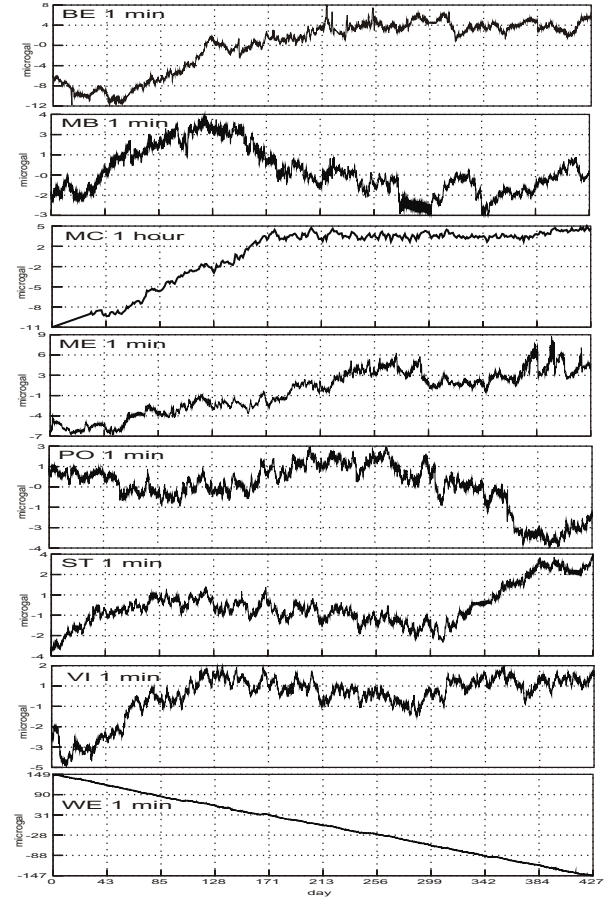 8
BE 1 min
4
-0
-4
-8
-12
microgal
4
MB 1 min
3
1
-0
-2
-3
microgal
5
MC 1 hour
2
-2
-5
-8
-11
microgal
9
ME 1 min
6
3
-1
-4
-7
microgal
3
PO 1 min
1
-0
-1
-3
-4
microgal
4
ST 1 min
2
1
-1
-2
-4
microgal
2
VI 1 min
1
-1
-2
-3
-5
microgal
149
90
WE 1 min
31
-28
-88
-147
microgal
0 43 85 128 171 213 256 299 342 384 427
day